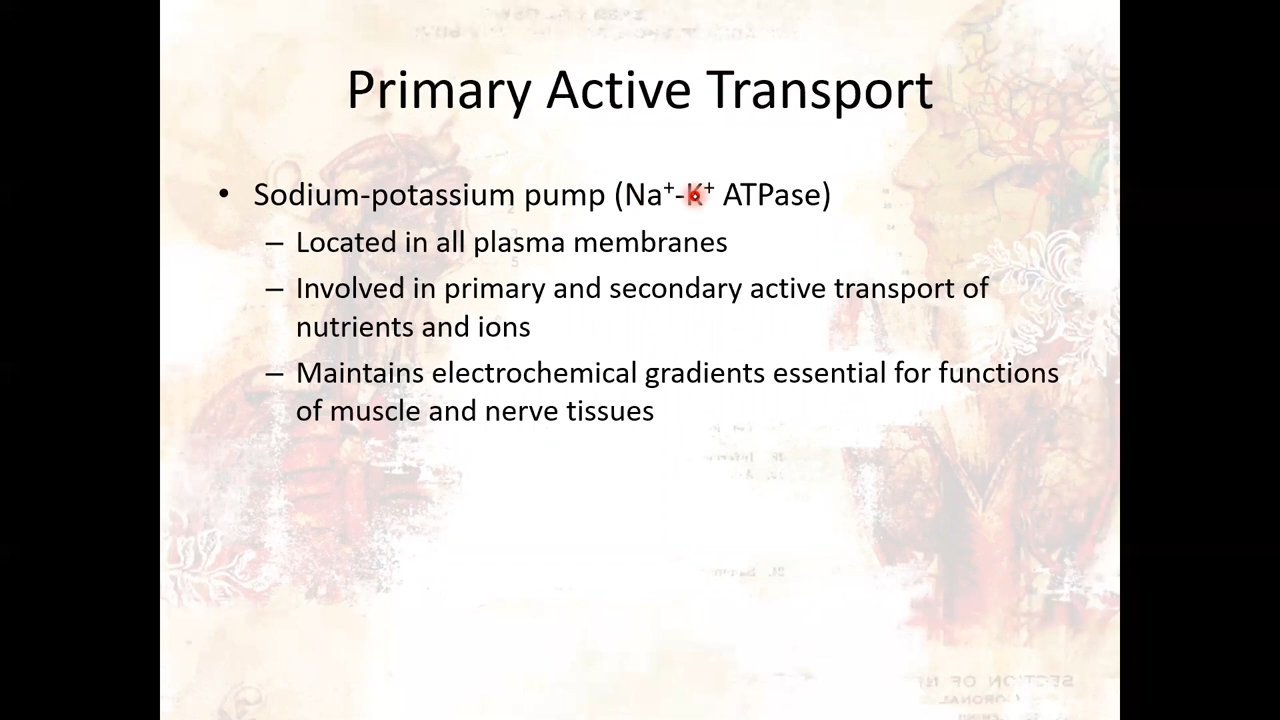 Primary Active Transport
• Sodium-potassium pump (Na⁺-K⁺ ATPase)
– Located in all plasma membranes
– Involved in primary and secondary active transport of
nutrients and ions
– Maintains electrochemical gradients essential for functions
of muscle and nerve tissues